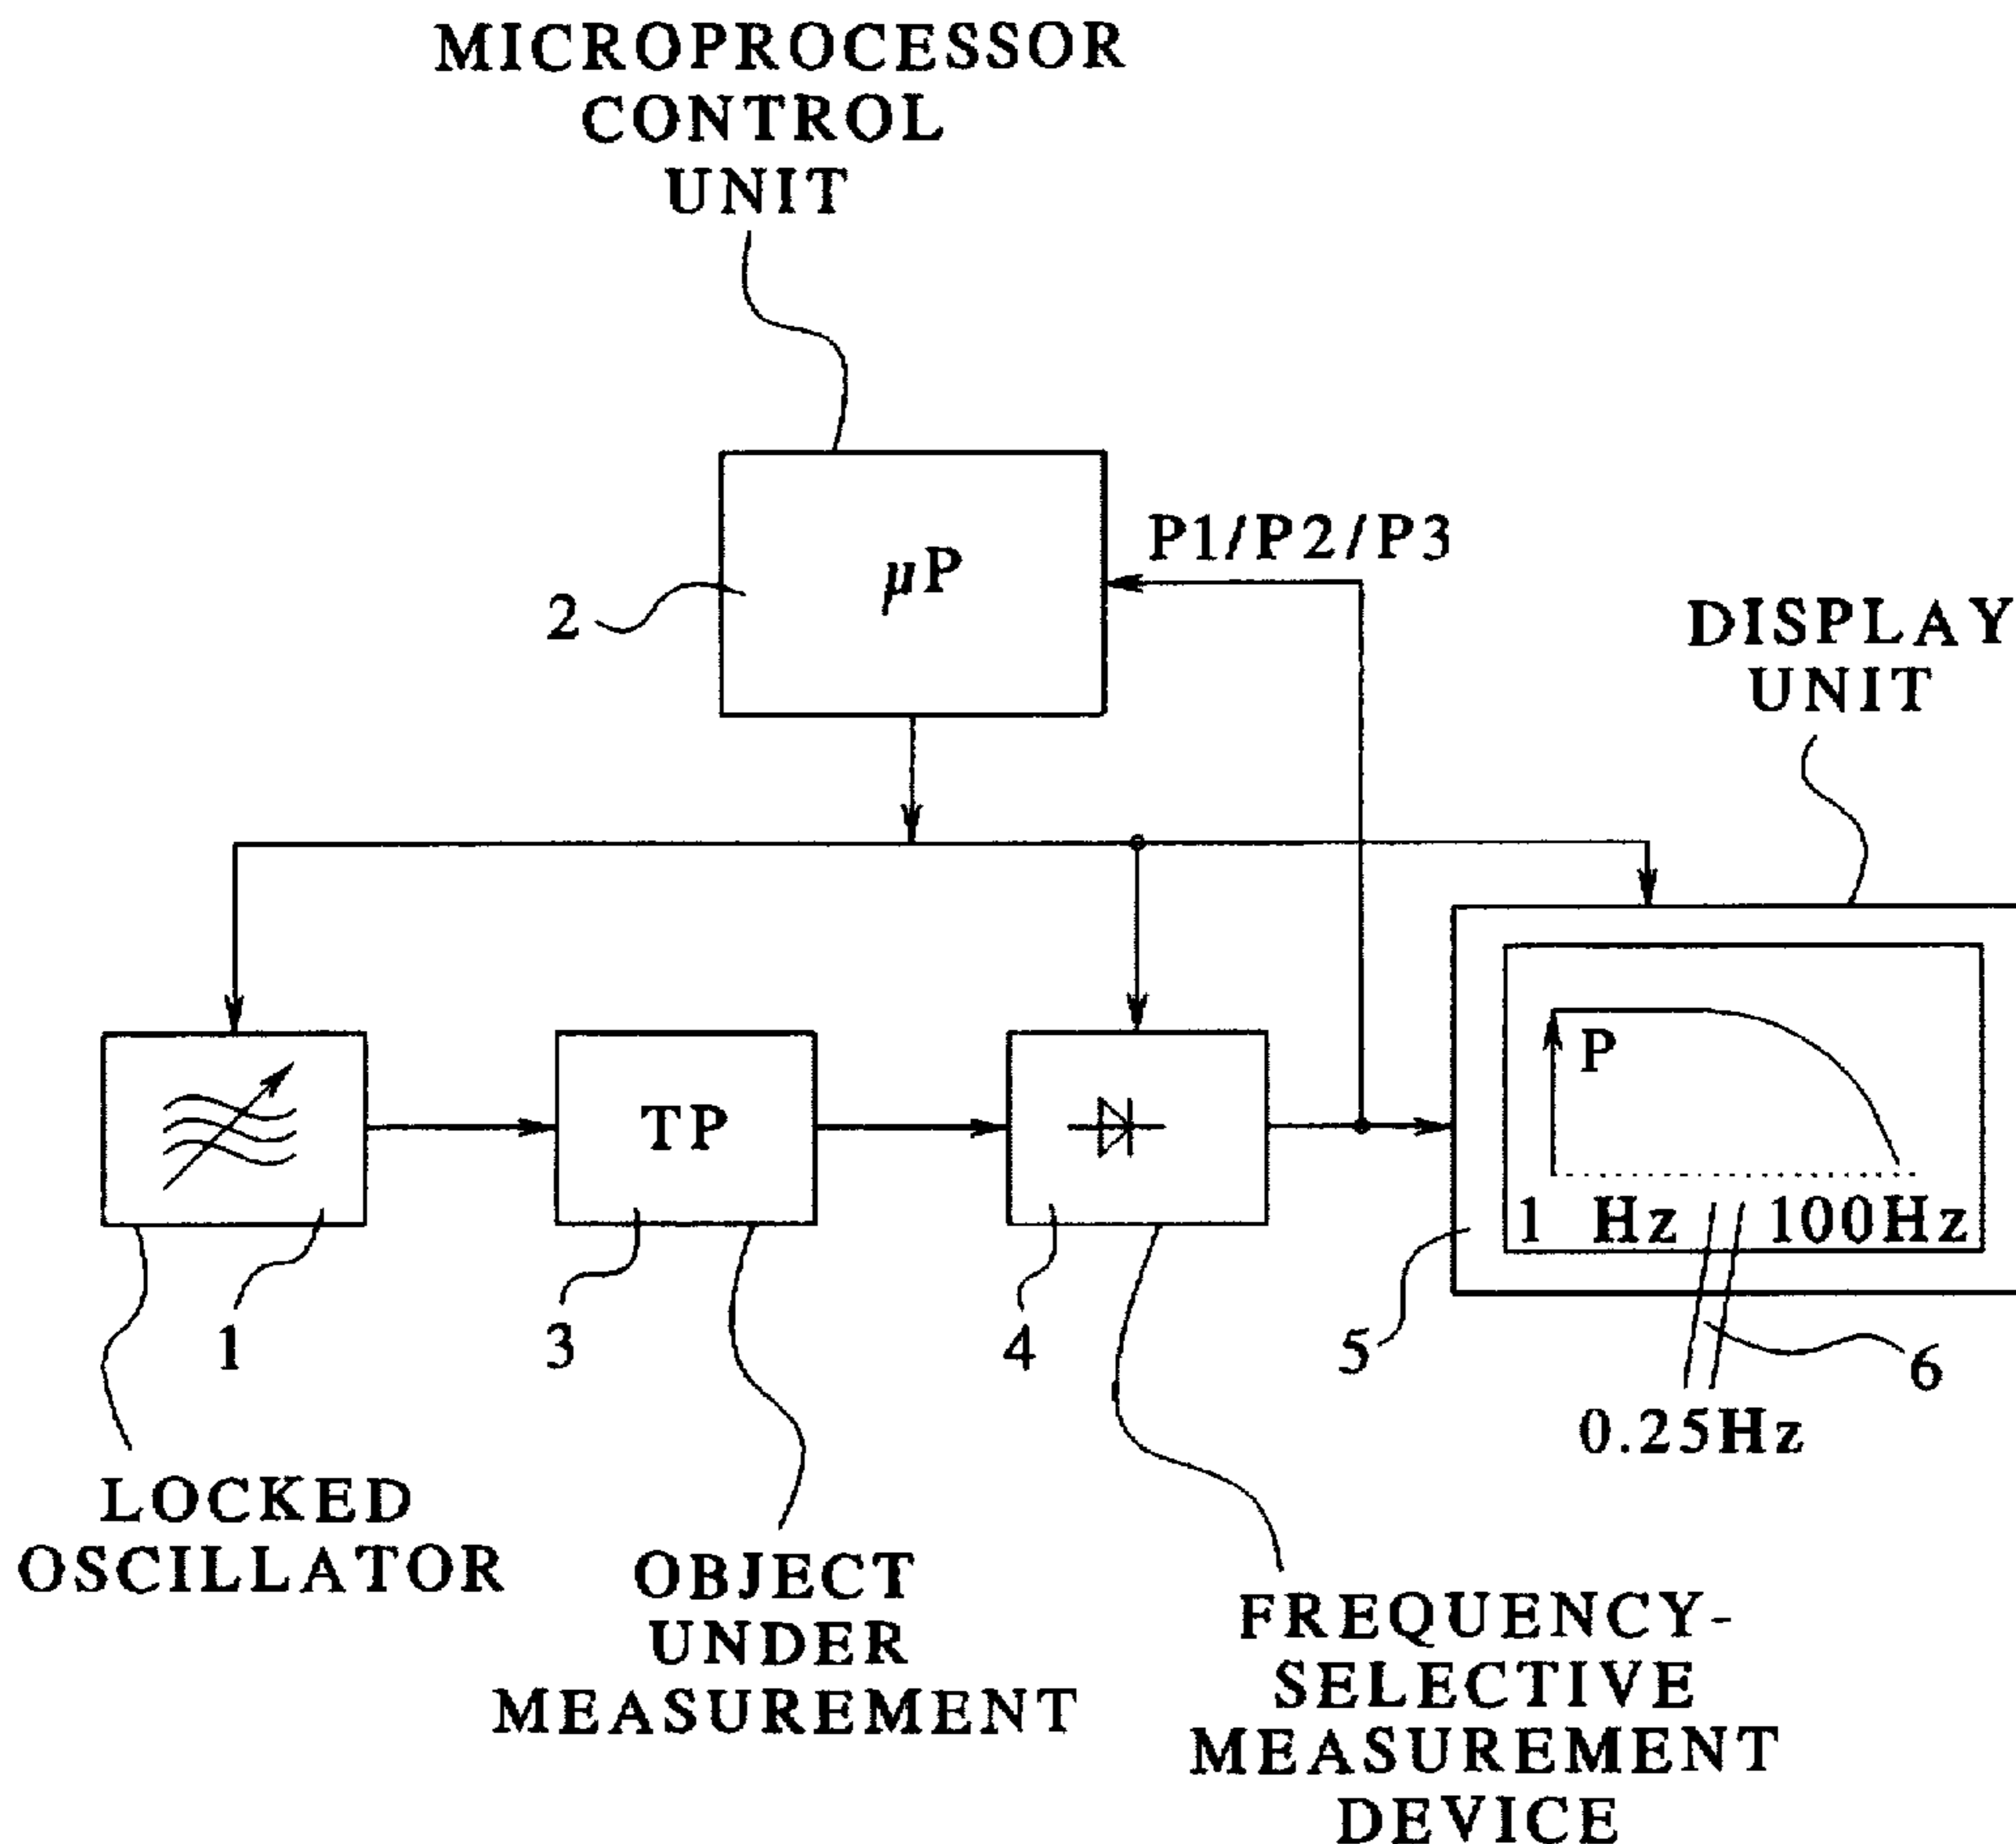 MICROPROCESSOR
CONTROL
UNIT
µP
P1/P2/P3
2
DISPLAY
UNIT
TP
P
1 Hz 100Hz
1
3
4
5
6
0.25Hz
LOCKED
OSCILLATOR
OBJECT
UNDER
MEASUREMENT
FREQUENCY-
SELECTIVE
MEASUREMENT
DEVICE